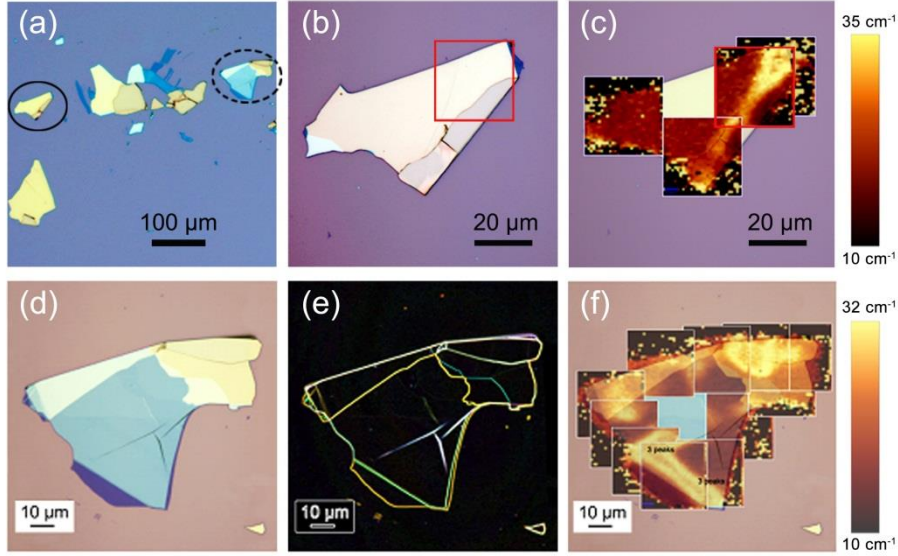 (a)
(b)
(c)
35 cm⁻¹
100 μm
20 μm
20 μm
10 cm⁻¹
(d)
(e)
(f)
32 cm⁻¹
3 peaks
3 peaks
10 μm
10 μm
10 μm
10 cm⁻¹